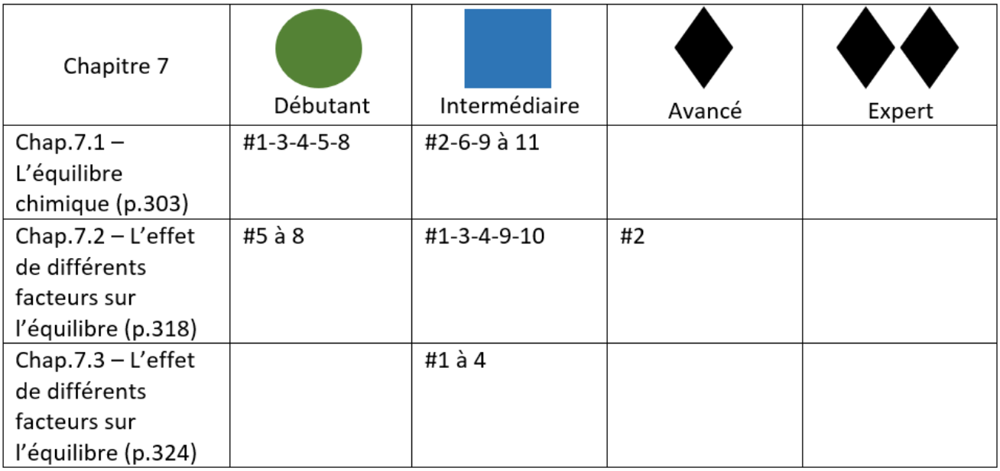 Chapitre 7
Débutant
Intermédiaire
Avancé
Expert
Chap.7.1 –
L’équilibre
chimique (p.303)
#1-3-4-5-8
#2-6-9 à 11
Chap.7.2 – L’effet
de différents
facteurs sur
l’équilibre (p.318)
#5 à 8
#1-3-4-9-10
#2
Chap.7.3 – L’effet
de différents
facteurs sur
l’équilibre (p.324)
#1 à 4